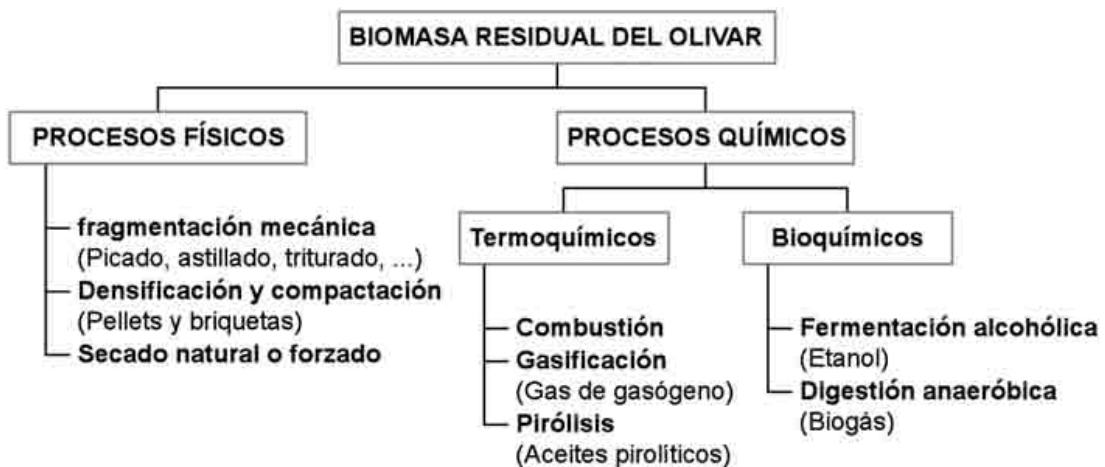 BIOMASA RESIDUAL DEL OLIVAR
PROCESOS FÍSICOS
fragmentación mecánica
(Picado, astillado, triturado, ...)
Densificación y compactación
(Pellets y briquetas)
Secado natural o forzado
PROCESOS QUÍMICOS
Termoquímicos
Combustión
Gasificación
(Gas de gasógeno)
Pirólisis
(Aceites pirolíticos)
Bioquímicos
Fermentación alcohólica
(Etanol)
Digestión anaeróbica
(Biogás)